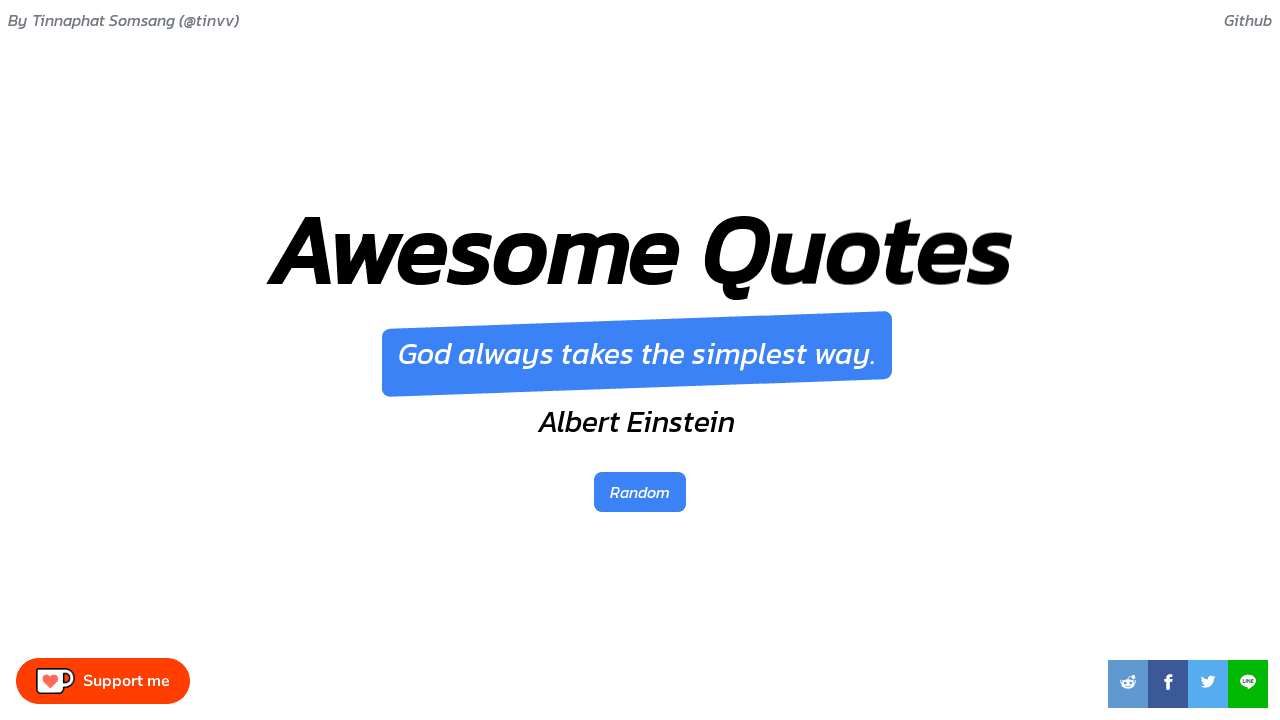 By Tinnaphat Somsang (@tinvv)
Github
Awesome Quotes
God always takes the simplest way.
Albert Einstein
Random
Support me
LINE